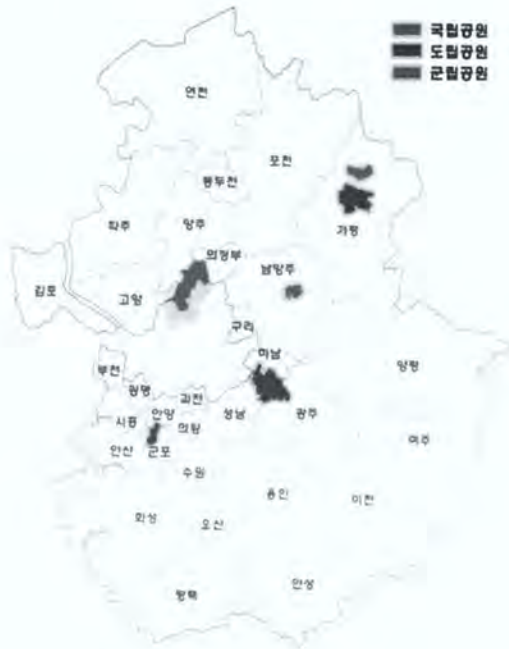 국립공원
도립공원
군립공원
연천
포천
동두천
파주
양주
가평
의정부
남양주
김포
고양
구리
하남
부천
양평
광명
과천
시흥
안양
의왕
성남
광주
여주
안산
군포
수원
용인
이천
화성
오산
평택
안성